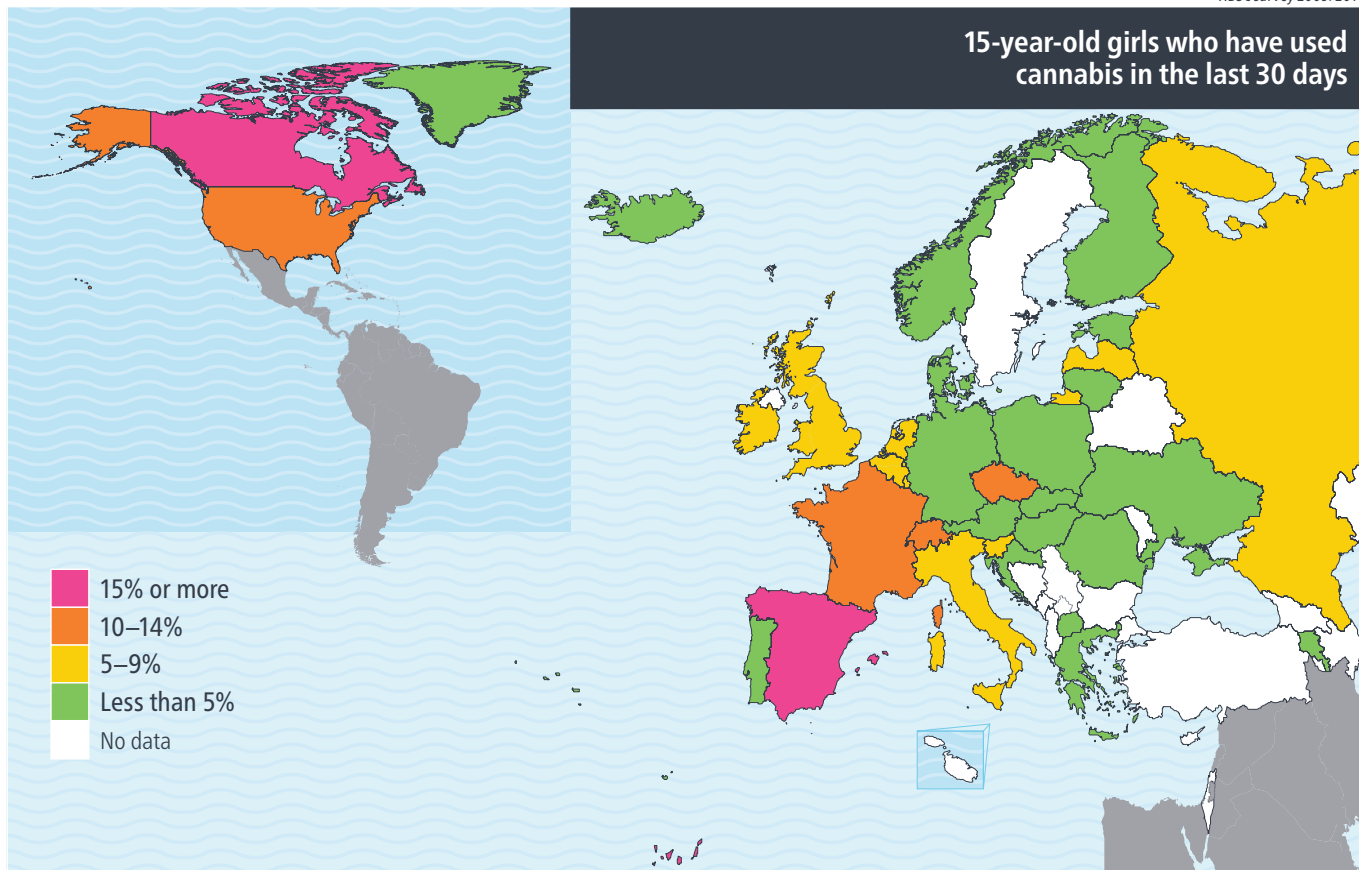 15-year-old girls who have used
cannabis in the last 30 days
15% or more
10–14%
5–9%
Less than 5%
No data